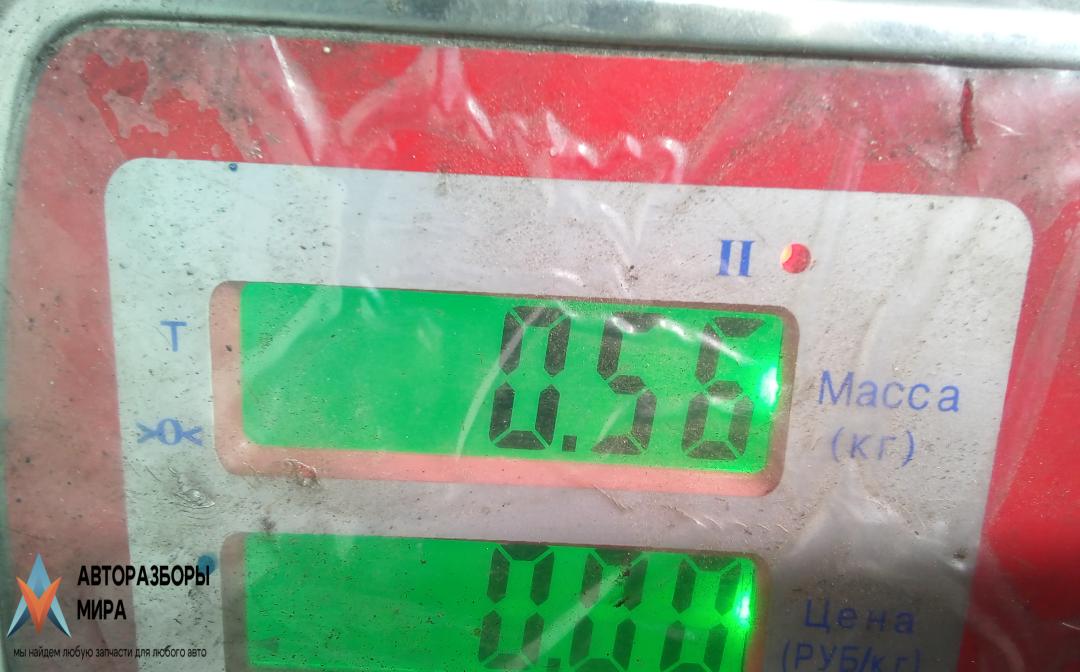 II
T
0.56
Масса
>0<
(кг)
0.00
Цена
(РУБ/кг)
АВТОРАЗБОРЫ
МИРА
мы найдем любую запчасти для любого авто